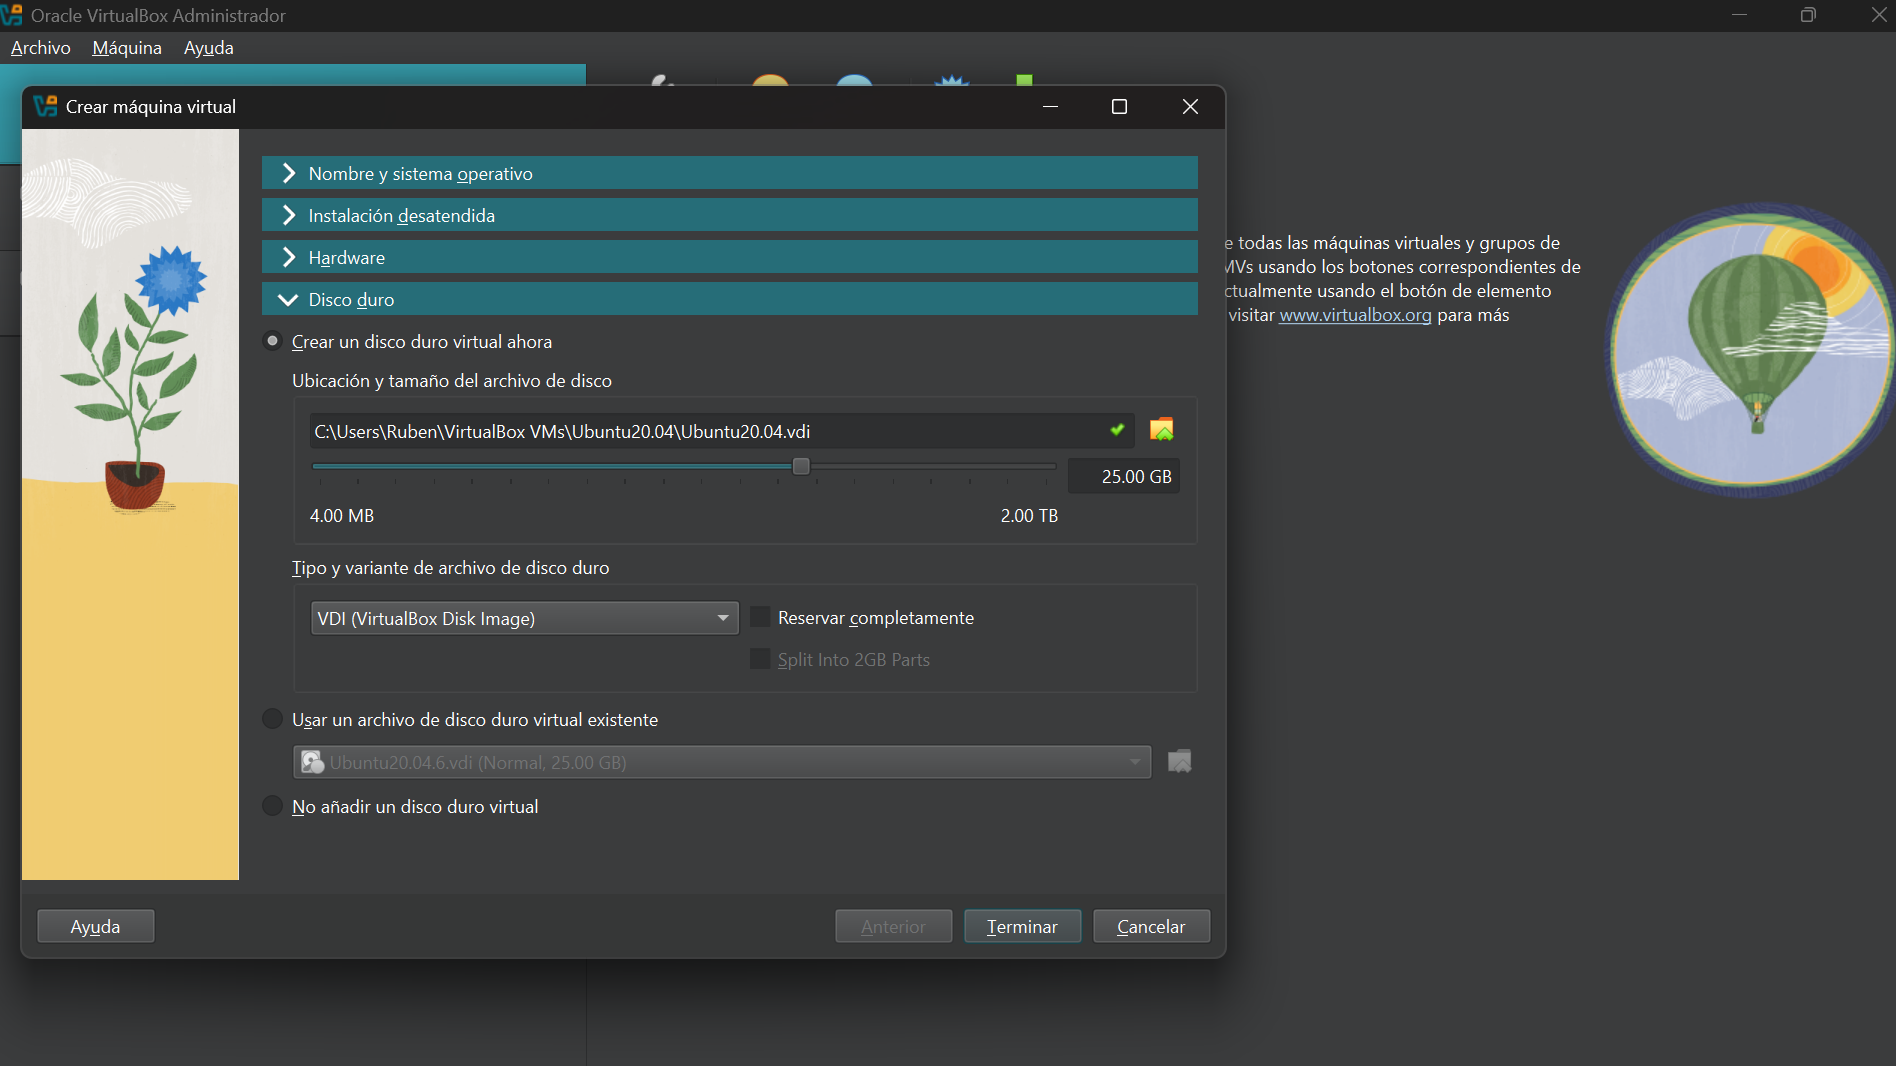 Oracle VirtualBox Administrador
Archivo Máquina Ayuda
Crear máquina virtual
Nombre y sistema operativo
Instalación desatendida
Hardware
Disco duro
Crear un disco duro virtual ahora
Ubicación y tamaño del archivo de disco
C:\Users\Ruben\VirtualBox VMs\Ubuntu20.04\Ubuntu20.04.vdi
25.00 GB
4.00 MB 2.00 TB
Tipo y variante de archivo de disco duro
VDI (VirtualBox Disk Image) Reservar completamente
Split Into 2GB Parts
Usar un archivo de disco duro virtual existente
Ubuntu20.04.6.vdi (Normal, 25.00 GB)
No añadir un disco duro virtual
Ayuda Anterior Terminar Cancelar
e todas las máquinas virtuales y grupos de
MVs usando los botones correspondientes de
ctualmente usando el botón de elemento
visitar www.virtualbox.org para más